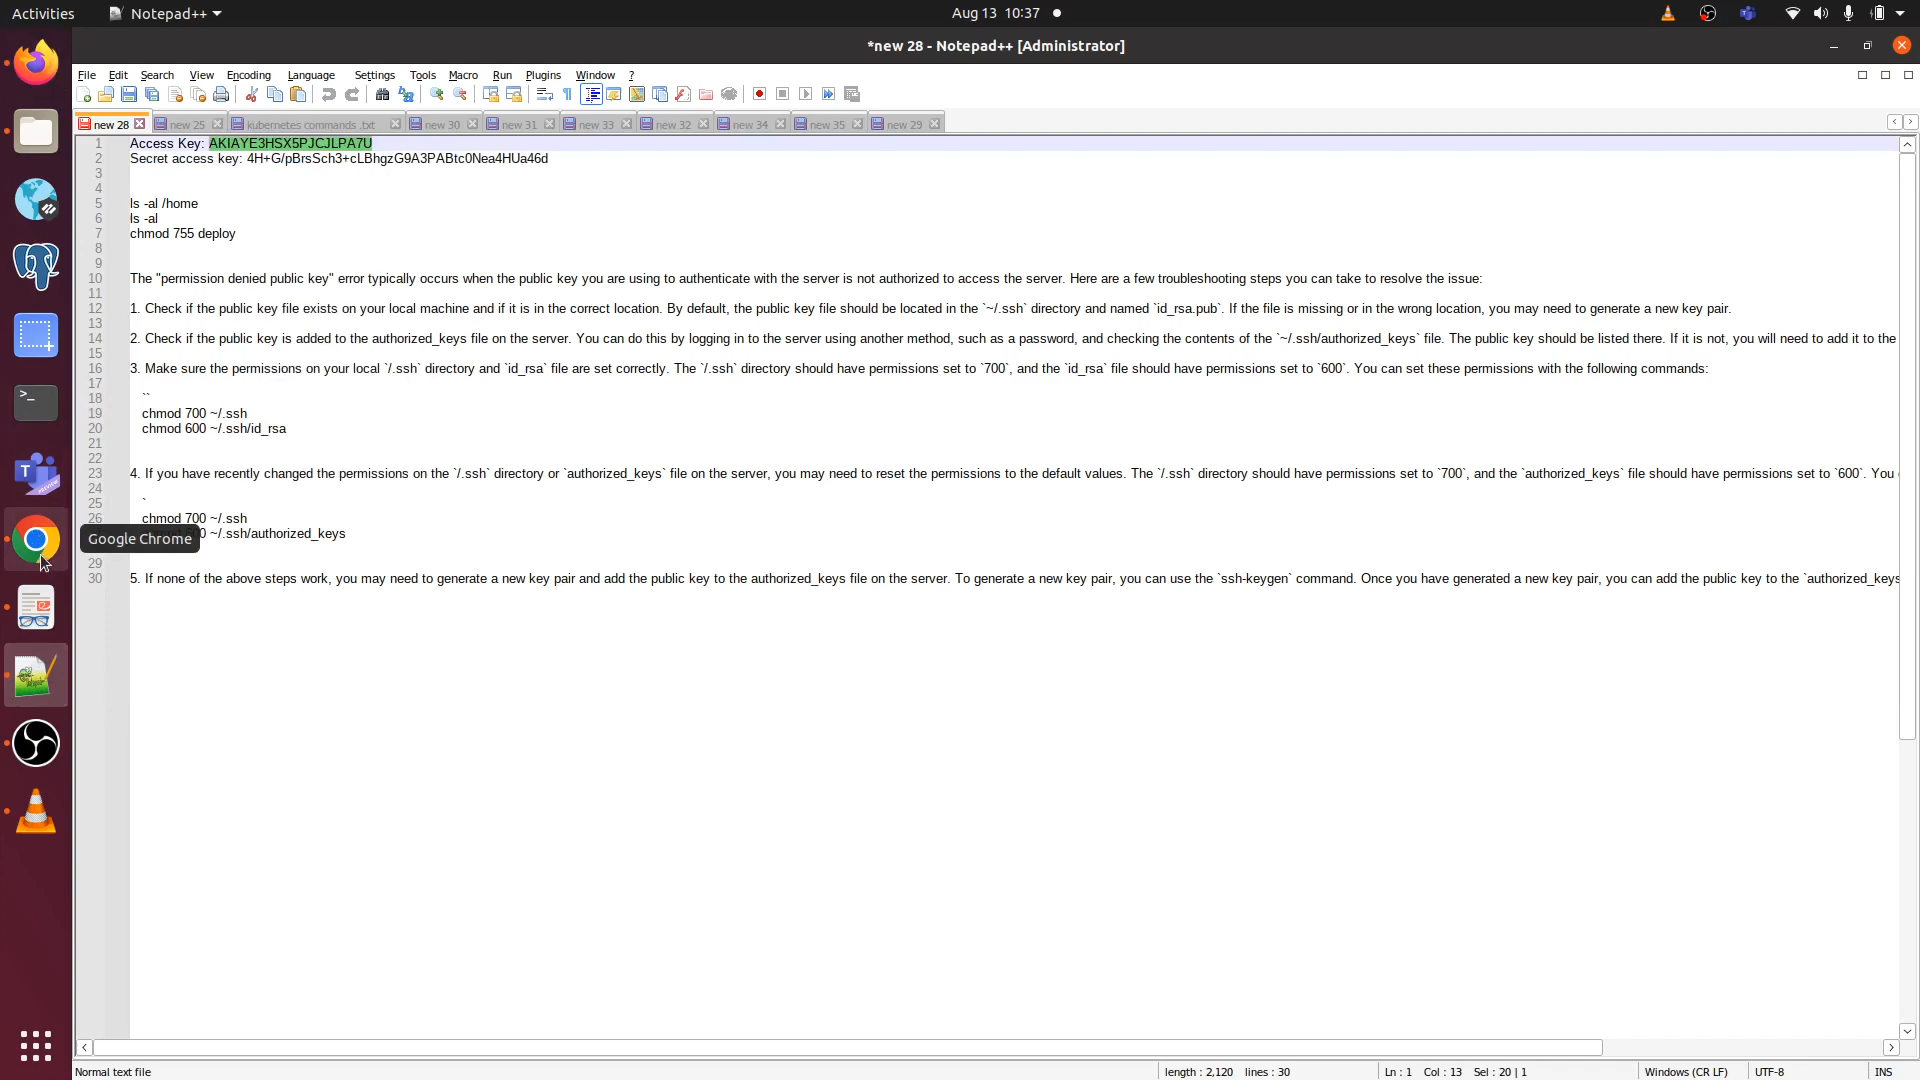 Activities
Notepad++
Aug 13 10:37
*new 28 - Notepad++ [Administrator]
File Edit Search View Encoding Language Settings Tools Macro Run Plugins Window ?
new 28 new 25 kubernetes commands .txt new 30 new 31 new 33 new 32 new 34 new 35 new 29
1 Access Key: AKIAYE3HSX5PJCJLPA7U
2 Secret access key: 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
3
4
5 ls -al /home
6 ls -al
7 chmod 755 deploy
8
9
10 The "permission denied public key" error typically occurs when the public key you are using to authenticate with the server is not authorized to access the server. Here are a few troubleshooting steps you can take to resolve the issue:
11
12 1. Check if the public key file exists on your local machine and if it is in the correct location. By default, the public key file should be located in the `~/.ssh` directory and named `id_rsa.pub`. If the file is missing or in the wrong location, you may need to generate a new key pair.
13
14 2. Check if the public key is added to the authorized_keys file on the server. You can do this by logging in to the server using another method, such as a password, and checking the contents of the `~/.ssh/authorized_keys` file. The public key should be listed there. If it is not, you will need to add it to the
15
16 3. Make sure the permissions on your local `/.ssh` directory and `id_rsa` file are set correctly. The `/.ssh` directory should have permissions set to `700`, and the `id_rsa` file should have permissions set to `600`. You can set these permissions with the following commands:
17
18 ``
19 chmod 700 ~/.ssh
20 chmod 600 ~/.ssh/id_rsa
21
22
23 4. If you have recently changed the permissions on the `/.ssh` directory or `authorized_keys` file on the server, you may need to reset the permissions to the default values. The `/.ssh` directory should have permissions set to `700`, and the `authorized_keys` file should have permissions set to `600`. You
24
25 `
26 chmod 700 ~/.ssh
0 ~/.ssh/authorized_keys
Google Chrome
29
30 5. If none of the above steps work, you may need to generate a new key pair and add the public key to the authorized_keys file on the server. To generate a new key pair, you can use the `ssh-keygen` command. Once you have generated a new key pair, you can add the public key to the `authorized_keys
Normal text file
length : 2,120 lines : 30
Ln : 1 Col : 13 Sel : 20 | 1
Windows (CR LF)
UTF-8
INS